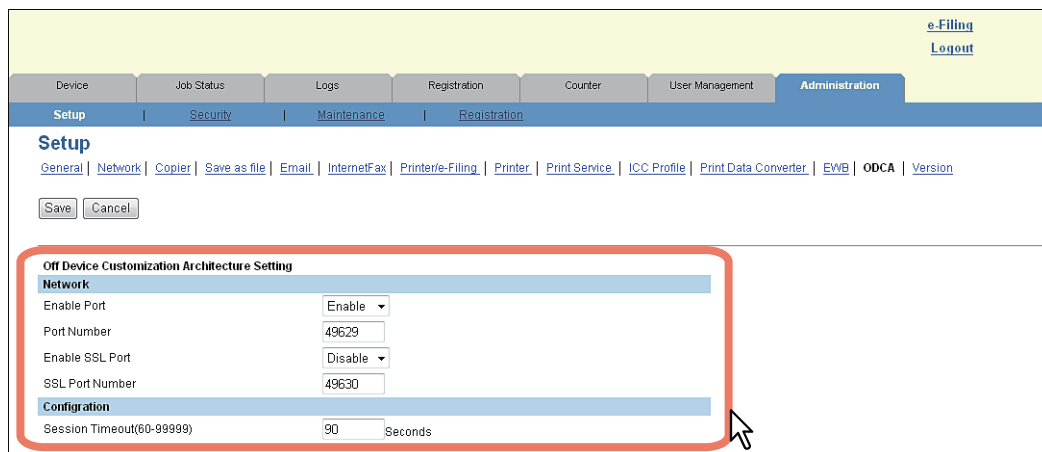 e-Filing
Logout
Device Job Status Logs Registration Counter User Management Administration
Setup | Security | Maintenance | Registration
Setup
General | Network | Copier | Save as file | Email | InternetFax | Printer/e-Filing | Printer | Print Service | ICC Profile | Print Data Converter | EWB | ODCA | Version
Save Cancel
Off Device Customization Architecture Setting
Network
Enable Port Enable
Port Number 49629
Enable SSL Port Disable
SSL Port Number 49630
Configration
Session Timeout(60-99999) 90 Seconds